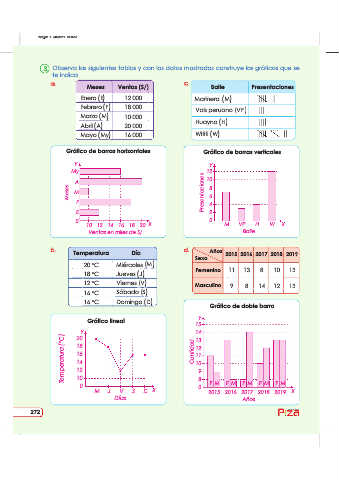 3 Observa las siguientes tablas y con los datos mostrados construye los gráficos que se
te indica
a.
Meses Ventas (S/)
Enero (E) 12 000
Febrero (F) 18 000
Marzo (M) 10 000
Abril (A) 20 000
Mayo (My) 16 000
Gráfico de barras horizontales
Y
My
A
M
F
E
0
Meses
10 12 14 16 18 20 X
Ventas en miles de S/
c.
Baile Presentaciones
Marinera (M)
Vals peruano (VP)
Huayno (H)
Wititi (W)
Gráfico de barras verticales
Y
12
10
8
6
4
2
0
Presentaciones
M VP H W X
Baile
b.
Temperatura Día
20 °C Miércoles (M)
18 °C Jueves (J)
12 °C Viernes (V)
16 °C Sábado (S)
16 °C Domingo (D)
Gráfico lineal
Y
20
18
16
14
12
10
0
Temperatura (°C)
M J V S D X
Días
d.
Años
Sexo
2015 2016 2017 2018 2019
Femenino 11 13 8 10 13
Masculino 9 8 14 12 13
Gráfico de doble barra
Y
15
14
13
12
11
10
9
8
0
Cantidad
F M F M F M F M F M
2015 2016 2017 2018 2019 X
Años
272
Pizá